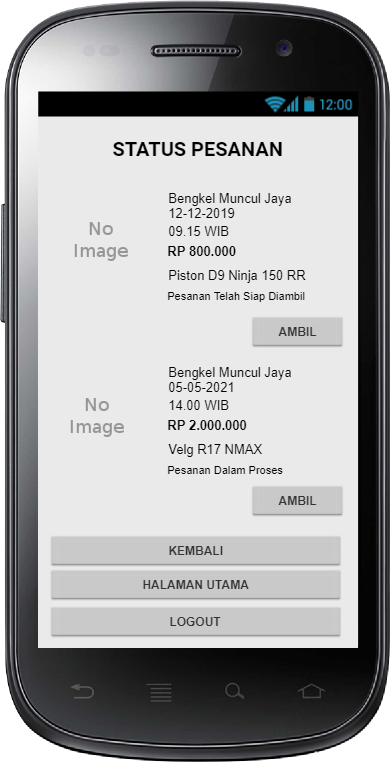 12:00
STATUS PESANAN
No
Image
Bengkel Muncul Jaya
12-12-2019
09.15 WIB
RP 800.000
Piston D9 Ninja 150 RR
Pesanan Telah Siap Diambil
AMBIL
No
Image
Bengkel Muncul Jaya
05-05-2021
14.00 WIB
RP 2.000.000
Velg R17 NMAX
Pesanan Dalam Proses
AMBIL
KEMBALI
HALAMAN UTAMA
LOGOUT